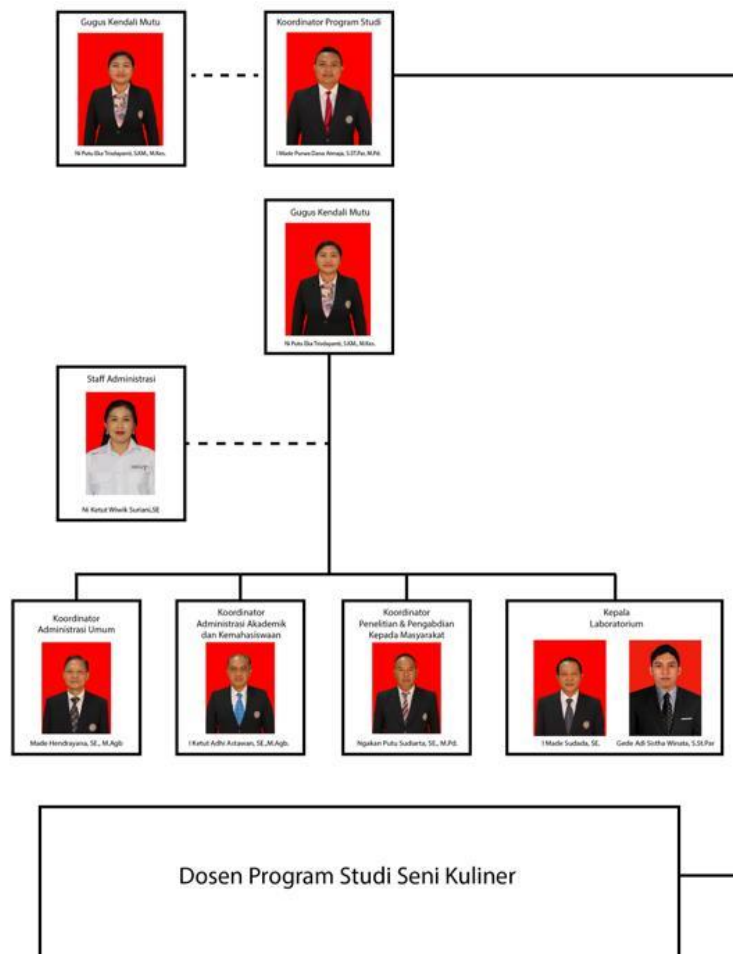 Gugus Kendali Mutu
Ni Putu Eka Trisdayanti, S.KM., M.Kes.
Koordinator Program Studi
I Made Purwa Dana Atmaja, S.ST.Par, M.Pd.
Gugus Kendali Mutu
Ni Putu Eka Trisdayanti, S.KM., M.Kes.
Staff Administrasi
Ni Ketut Wiwik Suriani,SE
Koordinator
Administrasi Umum
Made Hendrayana, SE., M.Agb
Koordinator
Administrasi Akademik
dan Kemahasiswaan
I Ketut Adhi Astawan, SE.,M.Agb.
Koordinator
Penelitian & Pengabdian
Kepada Masyarakat
Ngakan Putu Sudiarta, SE., M.Pd.
Kepala
Laboratorium
I Made Sudada, SE.
Gede Adi Sistha Winata, S.St.Par
Dosen Program Studi Seni Kuliner